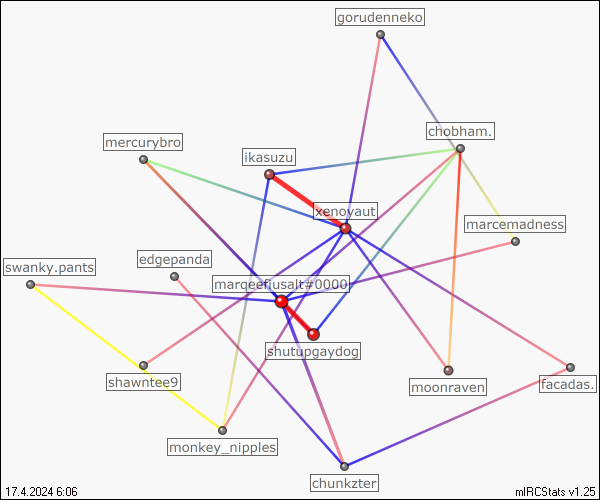 gorudenneko
chobham.
mercurybro
ikasuzu
xenoyaut
marcemadness
edgepanda
swanky.pants
marqeefiusalt#0000
shutupgaydog
shawntee9
moonraven
facadas.
monkey_nipples
chunkzter
17.4.2024 6:06
mIRCStats v1.25